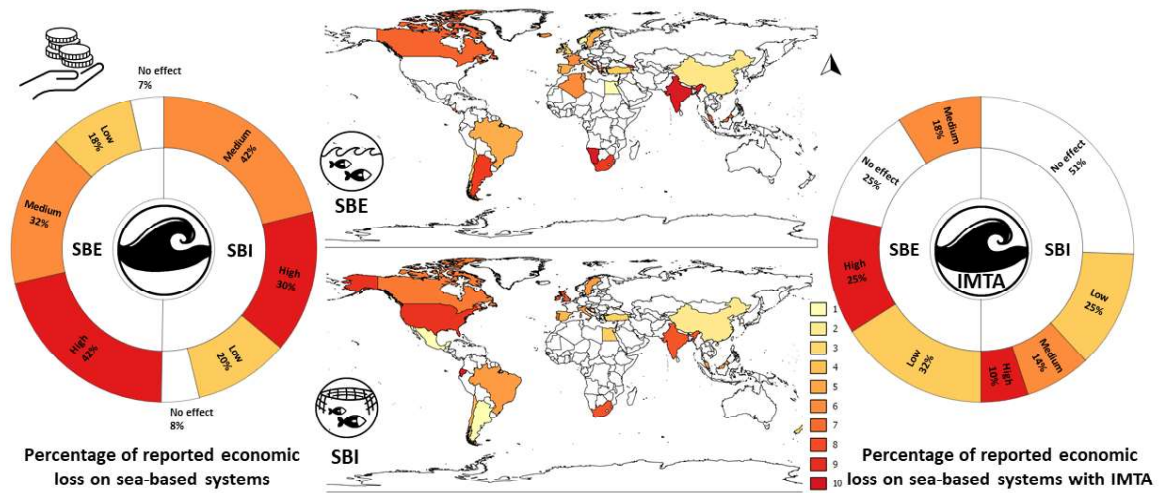 No effect
7%
Low
18%
Medium
42%
Medium
32%
SBE
SBI
High
30%
High
42%
Low
20%
No effect
8%
Percentage of reported economic
loss on sea-based systems
SBE
SBI
1
2
3
4
5
6
7
8
9
10
Medium
18%
No effect
51%
No effect
25%
SBE
SBI
IMTA
High
25%
Low
25%
Low
32%
High
10%
Medium
14%
Percentage of reported economic
loss on sea-based systems with IMTA